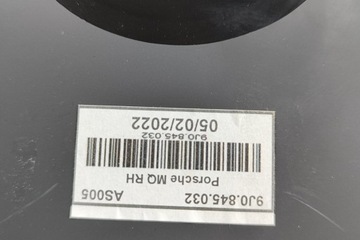 9J0.845.032 AS005
Porsche MQ RH
9J0.845.032
05/02/2022